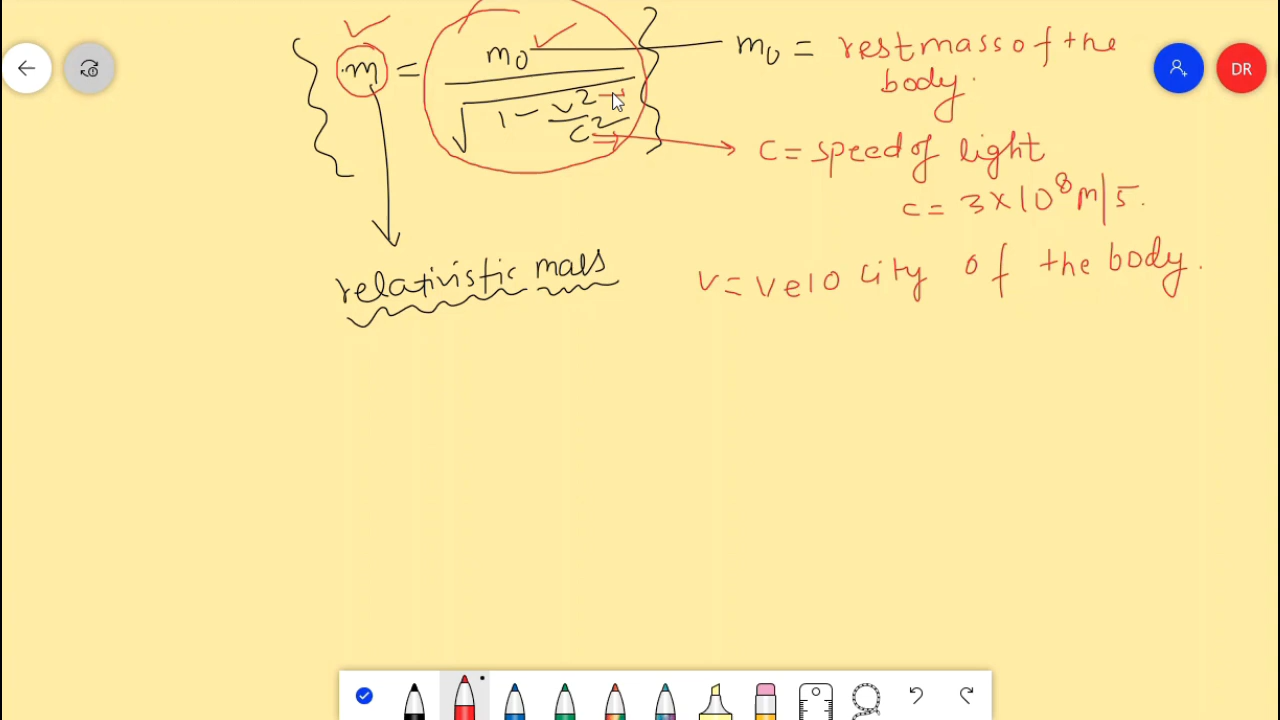 m = m0 / √(1 - v²/c²)
m0 = rest mass of the
body.
c = speed of light
c = 3×10⁸ m/s.
relativistic mass
v = velocity of the body.
DR